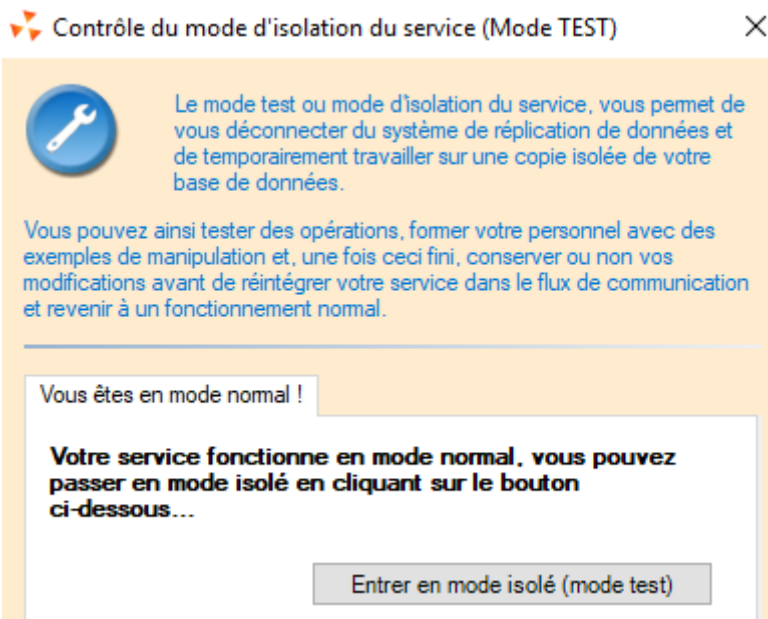 Contrôle du mode d'isolation du service (Mode TEST)
Le mode test ou mode d'isolation du service, vous permet de
vous déconnecter du système de réplication de données et
de temporairement travailler sur une copie isolée de votre
base de données.
Vous pouvez ainsi tester des opérations, former votre personnel avec des
exemples de manipulation et, une fois ceci fini, conserver ou non vos
modifications avant de réintégrer votre service dans le flux de communication
et revenir à un fonctionnement normal.
Vous êtes en mode normal !
Votre service fonctionne en mode normal, vous pouvez
passer en mode isolé en cliquant sur le bouton
ci-dessous...
Entrer en mode isolé (mode test)